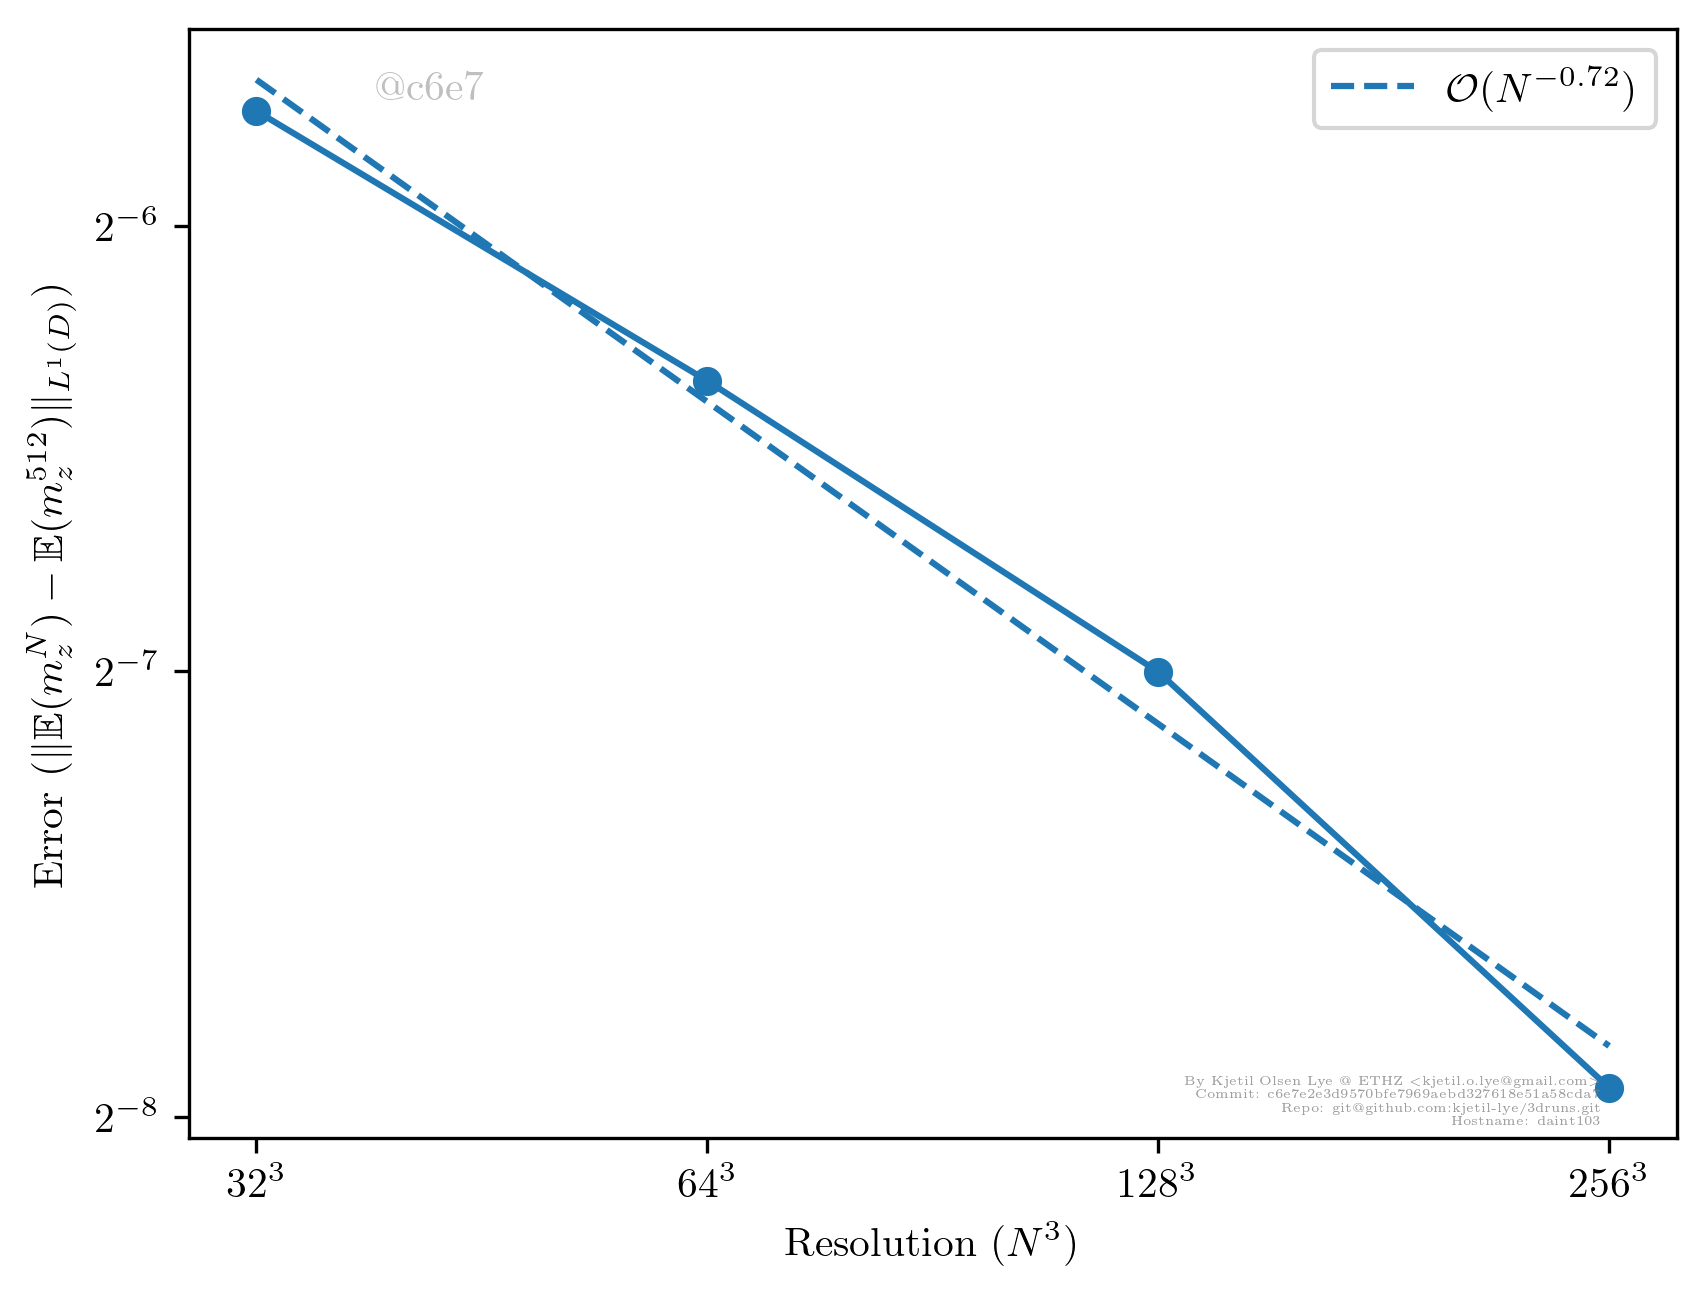 @c6e7
𝒪(N^{-0.72})
2^{-6}
2^{-7}
2^{-8}
Error (||𝔼(m_z^N) − 𝔼(m_z^{512})||_{L^1(D)})
By Kjetil Olsen Lye @ ETHZ <kjetil.o.lye@gmail.com>
Commit: c6e7e2e3d9570bfe7969aebd327618e51a58cda7
Repo: git@github.com:kjetil-lye/3druns.git
Hostname: daint103
32^3 64^3 128^3 256^3
Resolution (N^3)